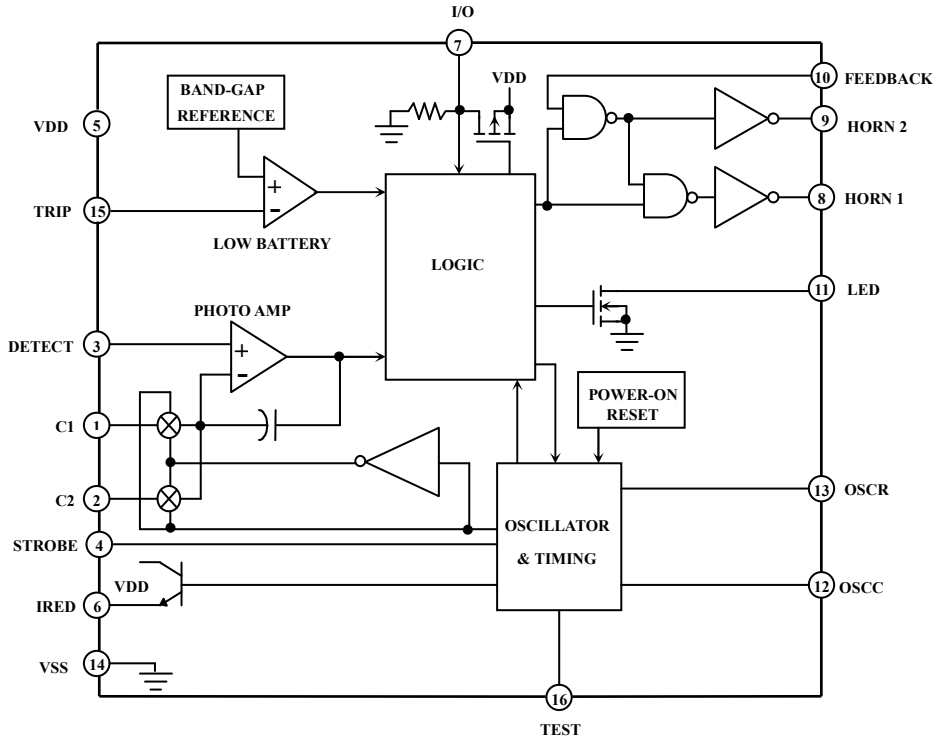 I/O
7
VDD
10 FEEDBACK
BAND-GAP
REFERENCE
VDD 5
9 HORN 2
+
-
TRIP 15
LOW BATTERY
8 HORN 1
LOGIC
11 LED
PHOTO AMP
DETECT 3
+
-
POWER-ON
RESET
C1 1
C2 2
13 OSCR
OSCILLATOR
& TIMING
STROBE 4
VDD
12 OSCC
IRED 6
VSS 14
16
TEST